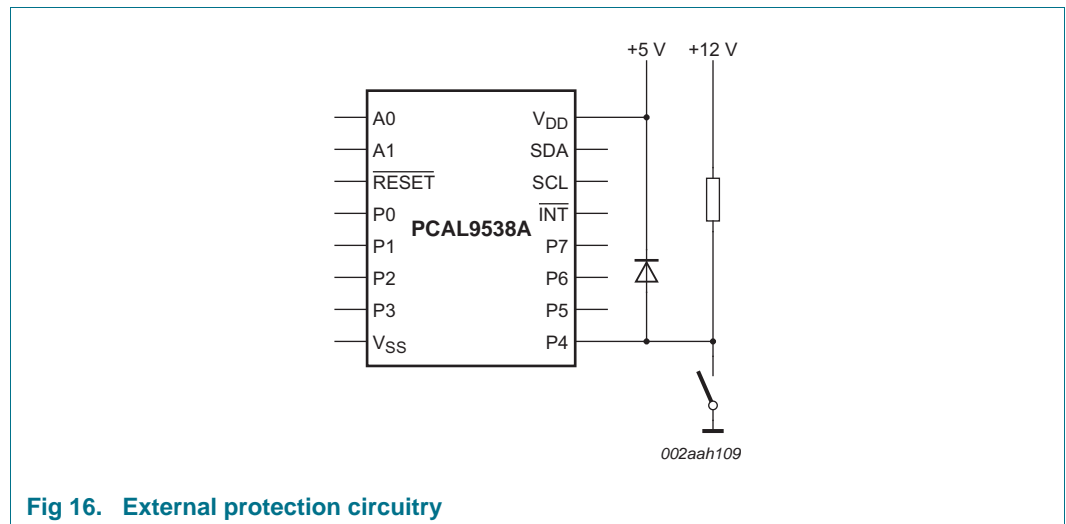 +5 V +12 V
A0 VDD
A1 SDA
RESET SCL
P0 INT
PCAL9538A
P1 P7
P2 P6
P3 P5
VSS P4
002aah109
Fig 16. External protection circuitry